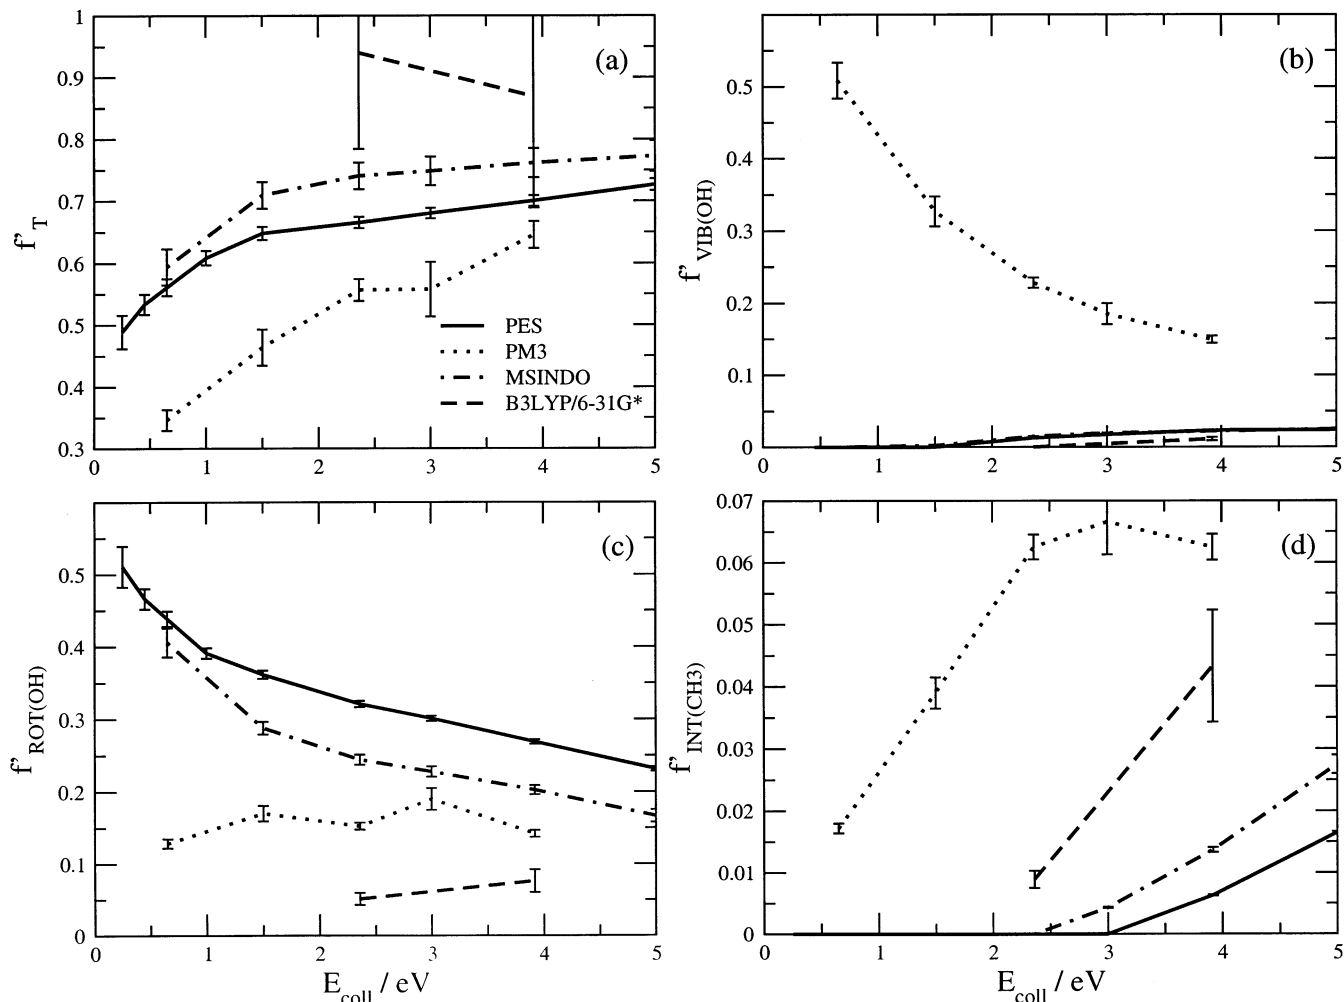 1
0.9
0.8
0.7
0.6
0.5
0.4
0.3
0 1 2 3 4 5
f'T
(a)
PES
PM3
MSINDO
B3LYP/6-31G*
0.5
0.4
0.3
0.2
0.1
0
0 1 2 3 4 5
f'VIB(OH)
(b)
0.5
0.4
0.3
0.2
0.1
0
0 1 2 3 4 5
f'ROT(OH)
(c)
Ecoll / eV
0.07
0.06
0.05
0.04
0.03
0.02
0.01
0
0 1 2 3 4 5
f'INT(CH3)
(d)
Ecoll / eV